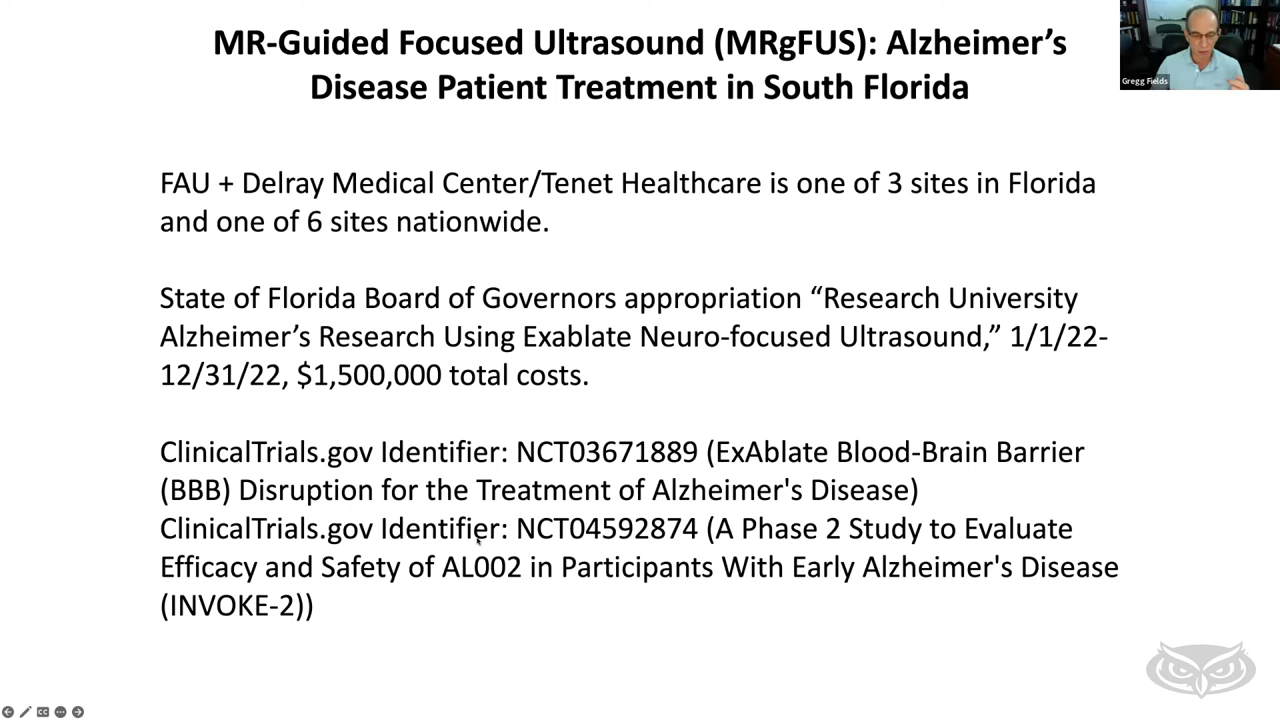 MR-Guided Focused Ultrasound (MRgFUS): Alzheimer’s
Disease Patient Treatment in South Florida
Gregg Fields
FAU + Delray Medical Center/Tenet Healthcare is one of 3 sites in Florida
and one of 6 sites nationwide.
State of Florida Board of Governors appropriation “Research University
Alzheimer’s Research Using Exablate Neuro-focused Ultrasound,” 1/1/22-
12/31/22, $1,500,000 total costs.
ClinicalTrials.gov Identifier: NCT03671889 (ExAblate Blood-Brain Barrier
(BBB) Disruption for the Treatment of Alzheimer's Disease)
ClinicalTrials.gov Identifier: NCT04592874 (A Phase 2 Study to Evaluate
Efficacy and Safety of AL002 in Participants With Early Alzheimer's Disease
(INVOKE-2))
CC